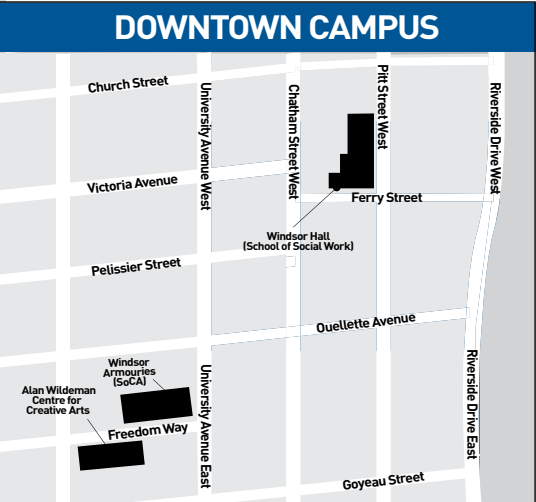 DOWNTOWN CAMPUS
Church Street
University Avenue West
Chatham Street West
Pitt Street West
Riverside Drive West
Victoria Avenue
Ferry Street
Windsor Hall
(School of Social Work)
Pelissier Street
Ouellette Avenue
Windsor
Armouries
(SoCA)
Alan Wildeman
Centre for
Creative Arts
Freedom Way
University Avenue East
Riverside Drive East
Goyeau Street